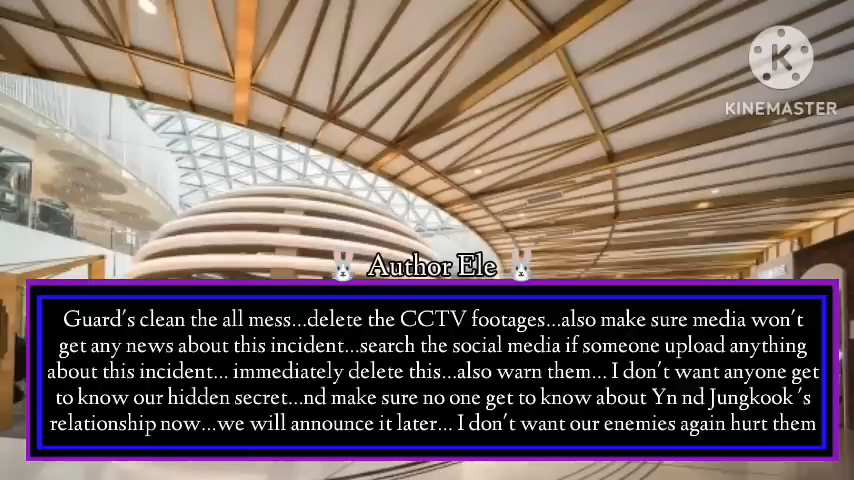 KINEMASTER
Author Ele
Guard's clean the all mess...delete the CCTV footages...also make sure media won't
get any news about this incident...search the social media if someone upload anything
about this incident... immediately delete this...also warn them... I don't want anyone get
to know our hidden secret...nd make sure no one get to know about Yn nd Jungkook's
relationship now...we will announce it later... I don't want our enemies again hurt them